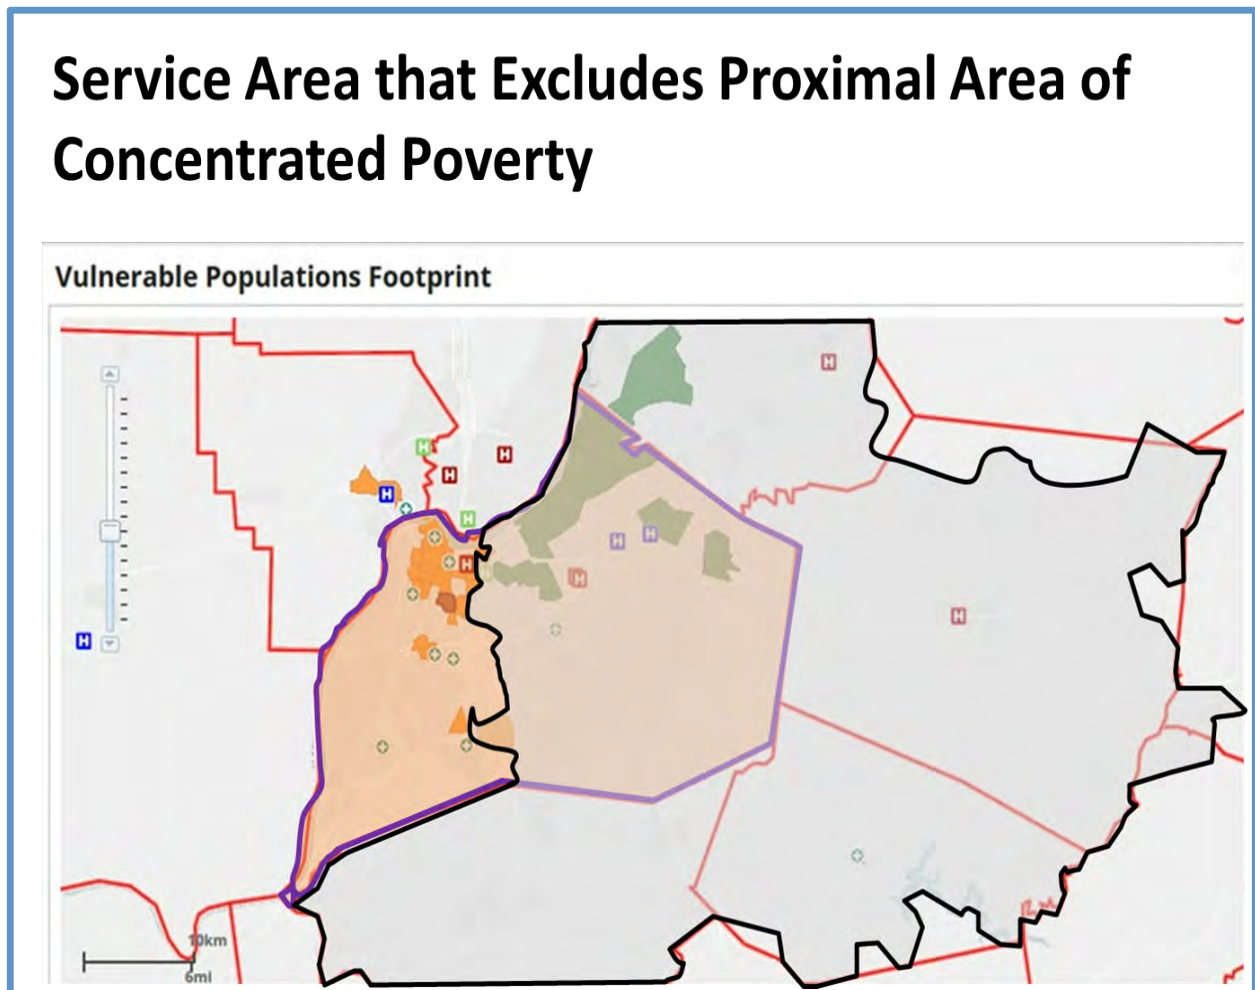 Service Area that Excludes Proximal Area of
Concentrated Poverty
Vulnerable Populations Footprint
H
H
H
H
H
H
H
H
H
H
H
H
H
10km
6mi